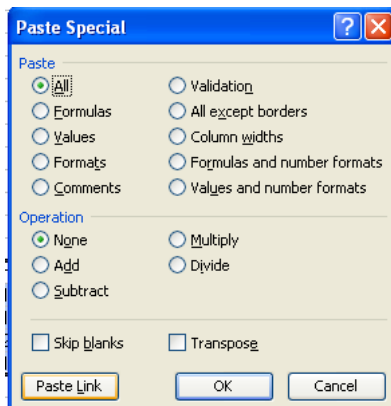 Paste Special
Paste
All
Validation
Formulas
All except borders
Values
Column widths
Formats
Formulas and number formats
Comments
Values and number formats
Operation
None
Multiply
Add
Divide
Subtract
Skip blanks
Transpose
Paste Link
OK
Cancel